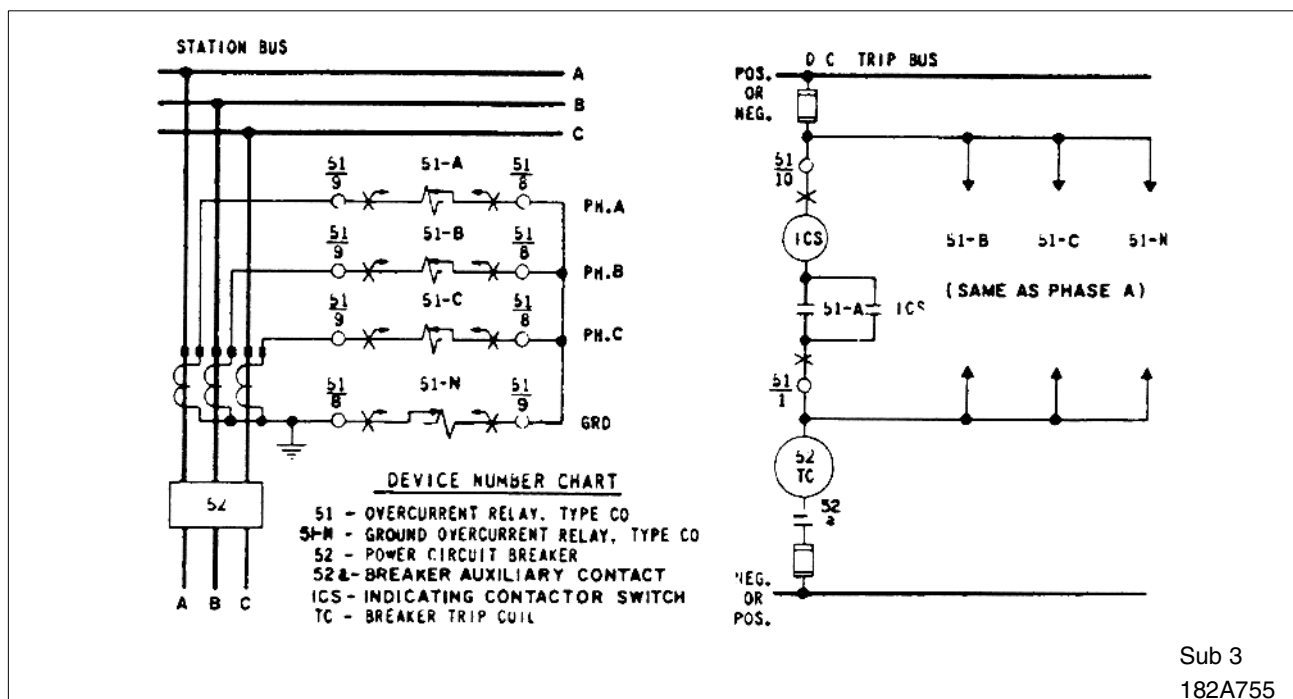 STATION BUS
A
B
C
51
9
51-A
51
8
PH.A
51
9
51-B
51
8
PH.B
51
9
51-C
51
8
PH.C
51
8
51-N
51
9
GRD
52
A B C
DEVICE NUMBER CHART
51 - OVERCURRENT RELAY, TYPE CO
51-N - GROUND OVERCURRENT RELAY, TYPE CO
52 - POWER CIRCUIT BREAKER
52a- BREAKER AUXILIARY CONTACT
ICS - INDICATING CONTACTOR SWITCH
TC - BREAKER TRIP COIL
D C TRIP BUS
POS.
OR
NEG.
51
10
ICS
51-B 51-C 51-N
(SAME AS PHASE A)
51-A ICS
51
1
52
TC
52
a
NEG.
OR
POS.
Sub 3
182A755